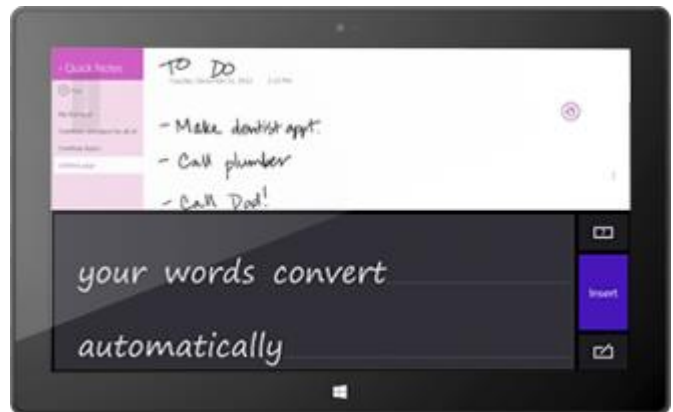 Quick Notes
TO DO
- Make dentist appt.
- Call plumber
- Call Dad!
your words convert
automatically
Insert